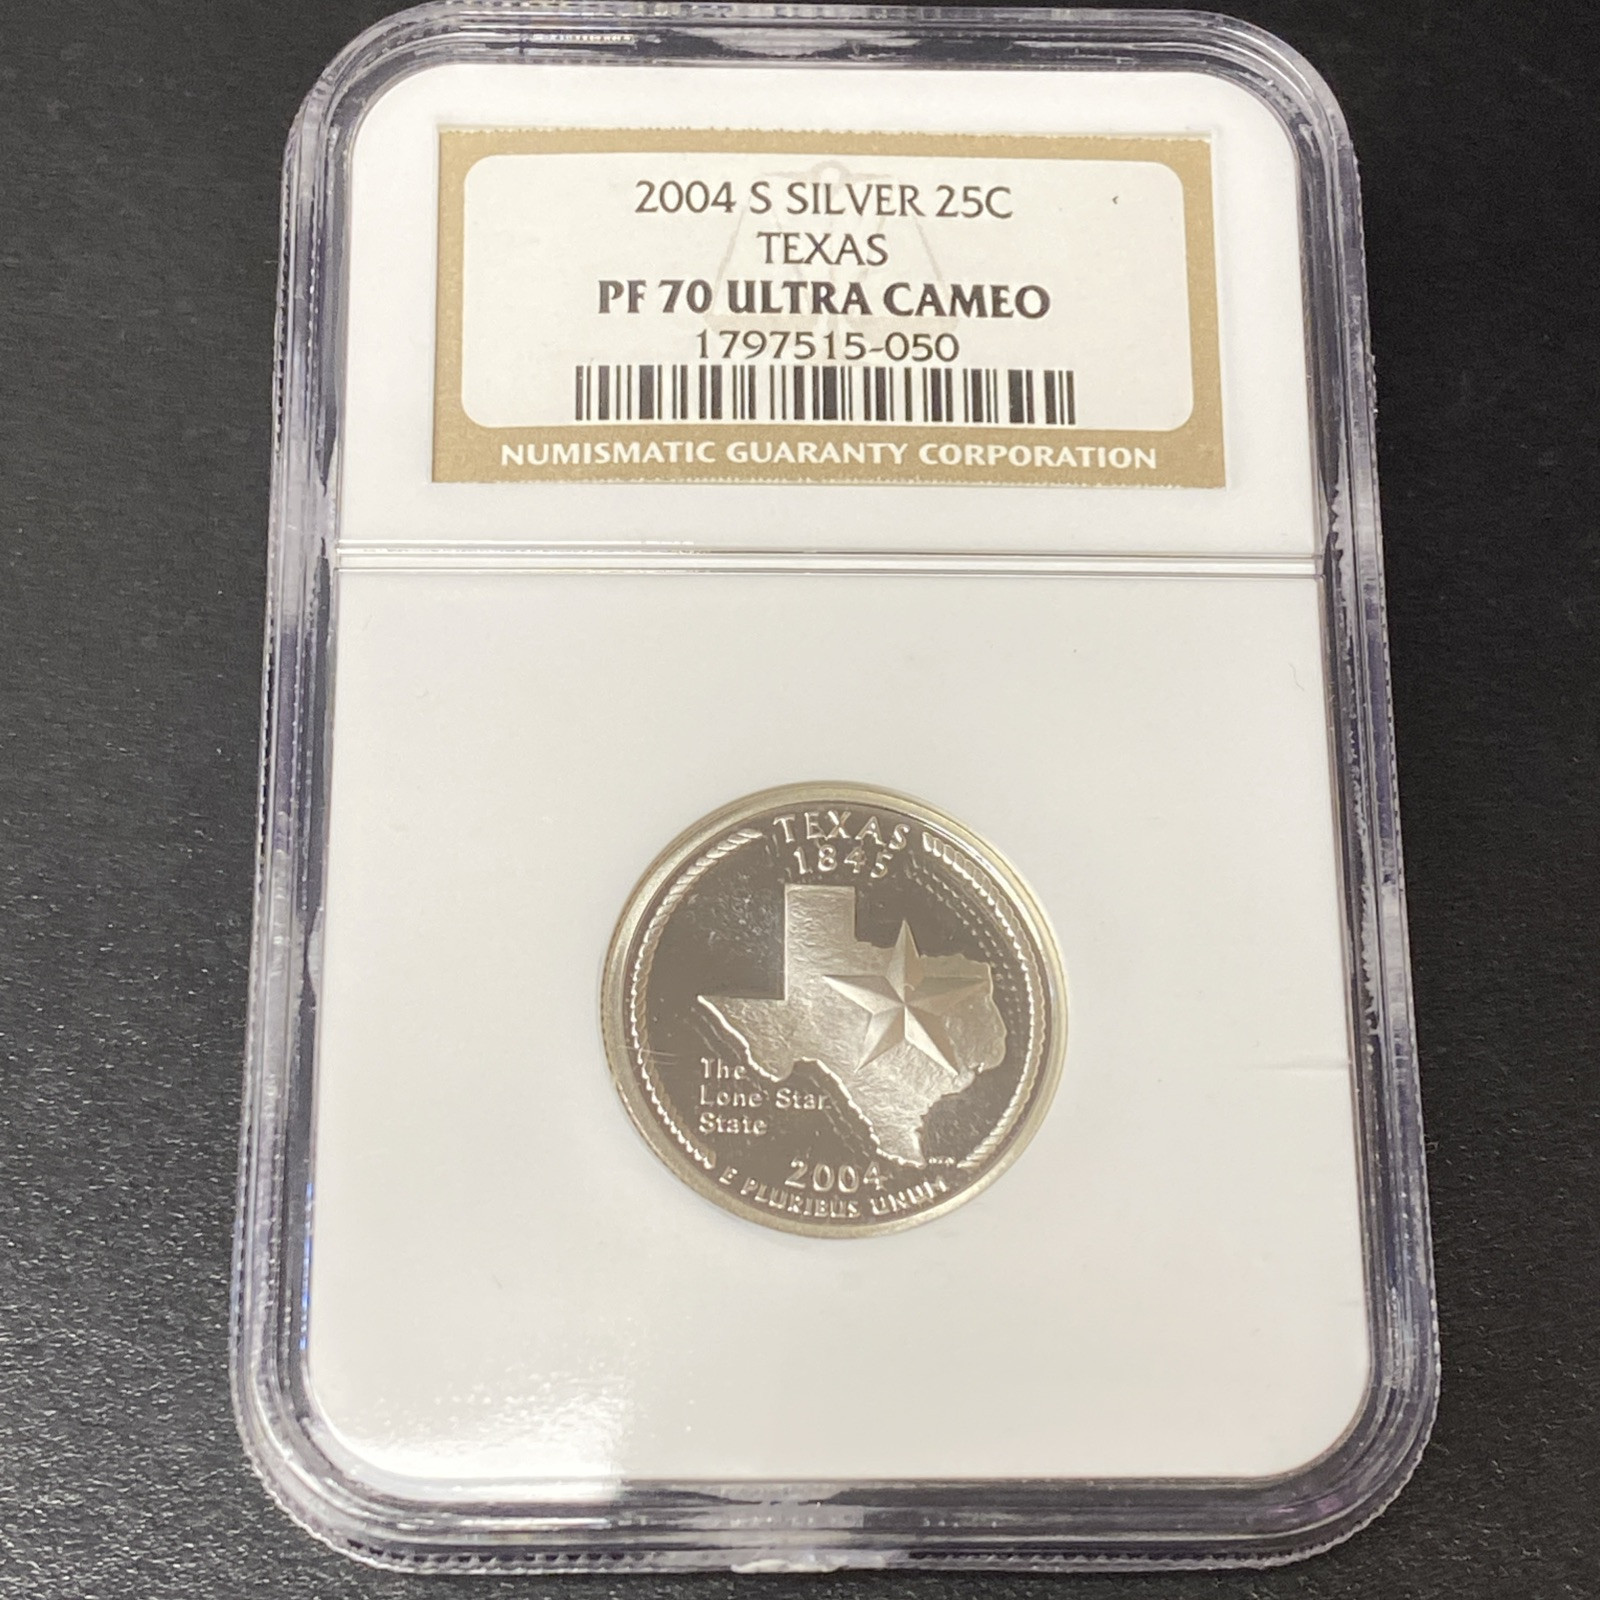 2004 S SILVER 25C
TEXAS
PF 70 ULTRA CAMEO
1797515-050
NUMISMATIC GUARANTY CORPORATION
TEXAS
1845
The
Lone Star
State
2004
E PLURIBUS UNUM